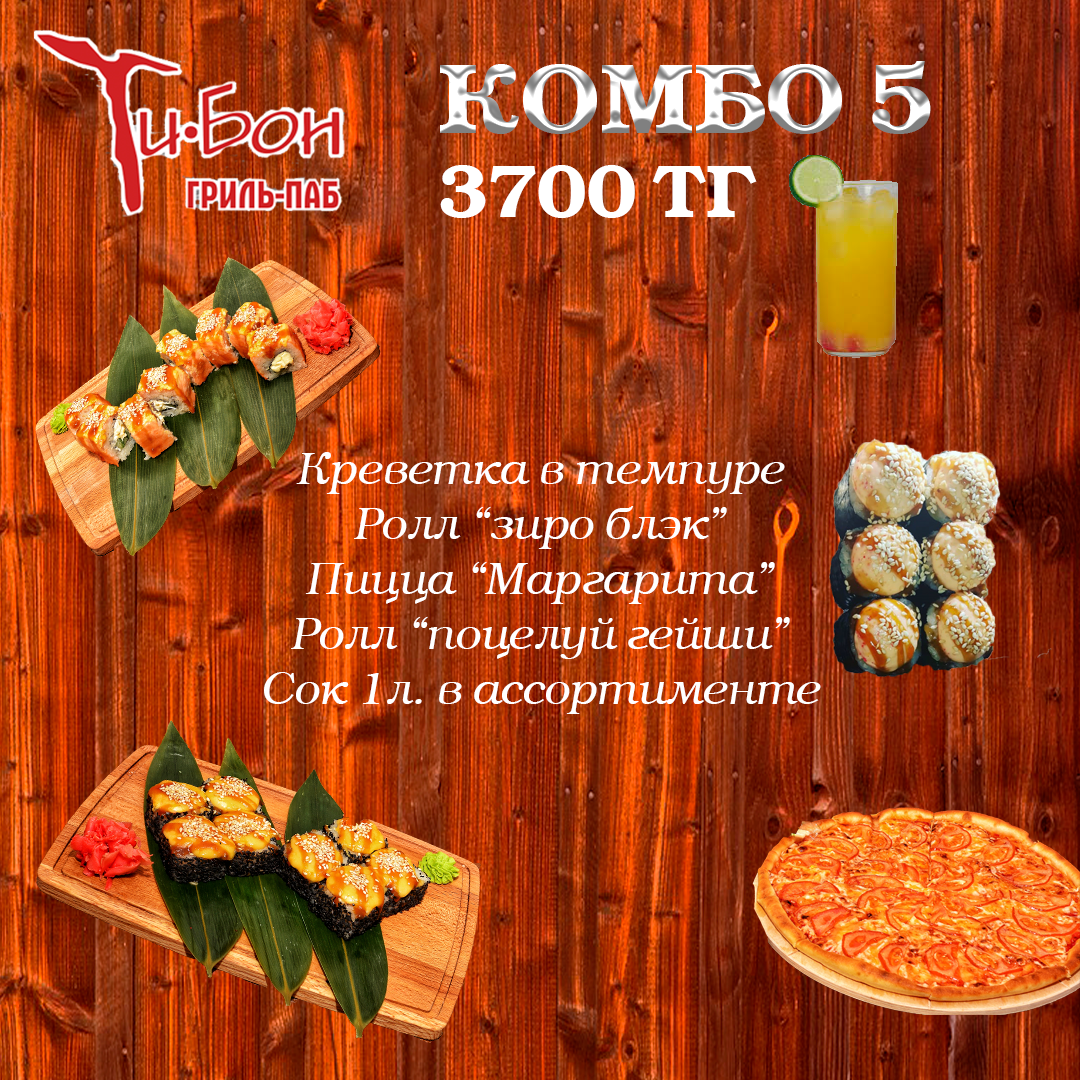 Ти·Бон
ГРИЛЬ-ПАБ
КОМБО 5
3700 ТГ
Креветка в темпуре
Ролл “зиро блэк”
Пицца “Маргарита”
Ролл “поцелуй гейши”
Сок 1л. в ассортименте